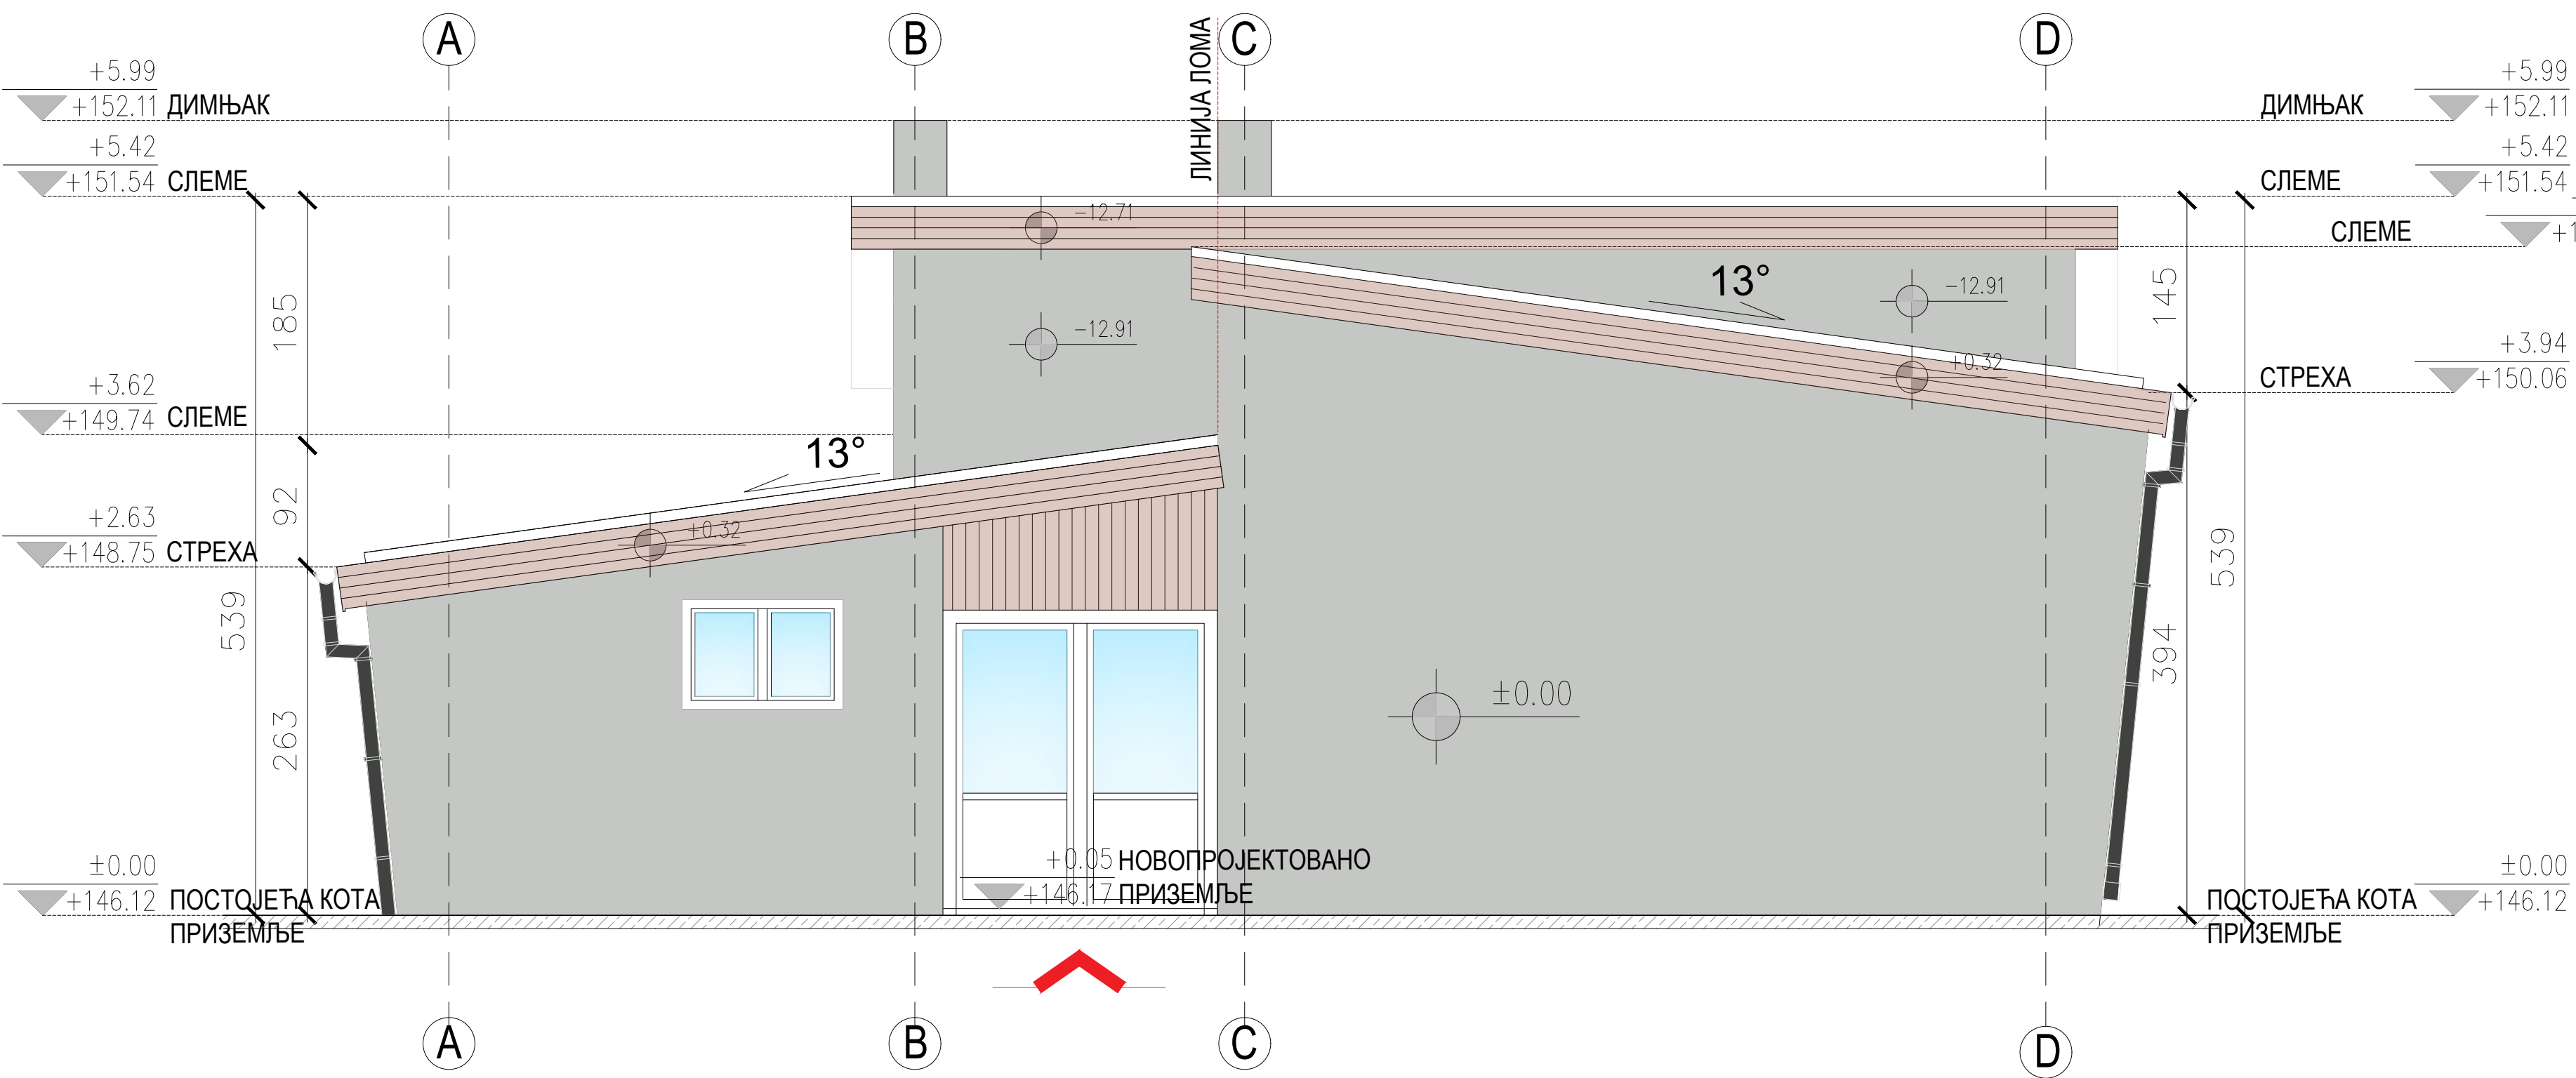 A
B
ЛИНИЈА ЛОМА
C
D
+5.99
+152.11 ДИМЊАК
+5.42
+151.54 СЛЕМЕ
+3.62
+149.74 СЛЕМЕ
+2.63
+148.75 СТРЕХА
±0.00
+146.12 ПОСТОЈЕЋА КОТА
ПРИЗЕМЉЕ
539
185
92
263
-12.71
-12.91
13°
+0.32
13°
-12.91
+0.32
±0.00
+0.05 НОВОПРОЈЕКТОВАНО
+146.17 ПРИЗЕМЉЕ
145
394
539
+5.99
ДИМЊАК +152.11
+5.42
СЛЕМЕ +151.54
СЛЕМЕ
+3.94
СТРЕХА +150.06
±0.00
ПОСТОЈЕЋА КОТА +146.12
ПРИЗЕМЉЕ
A
B
C
D